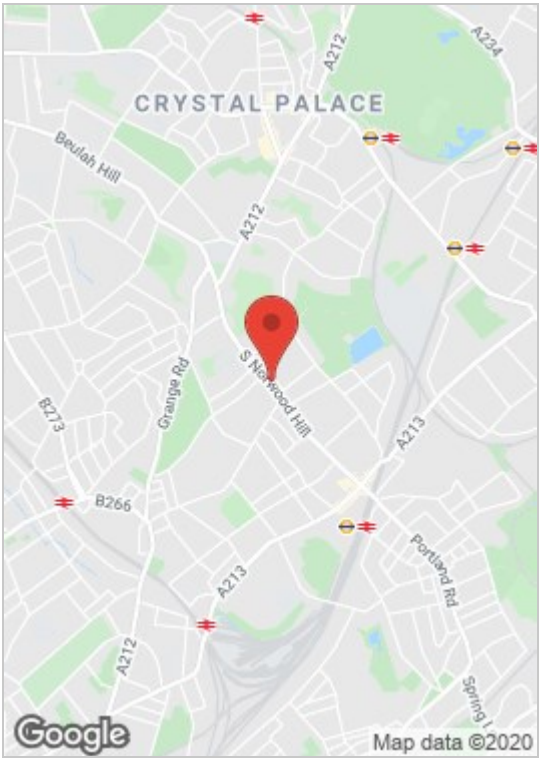 A212
A234
CRYSTAL PALACE
Beulah Hill
A212
S Norwood Hill
Grange Rd
B273
A213
B266
Portland Rd
A213
A212
Spring l
Google
Map data ©2020